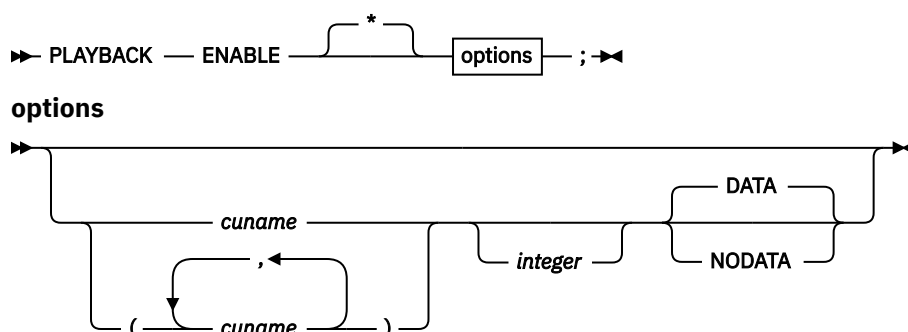 *
PLAYBACK ENABLE options ;
options
DATA
cuname
,
integer NODATA
( cuname )